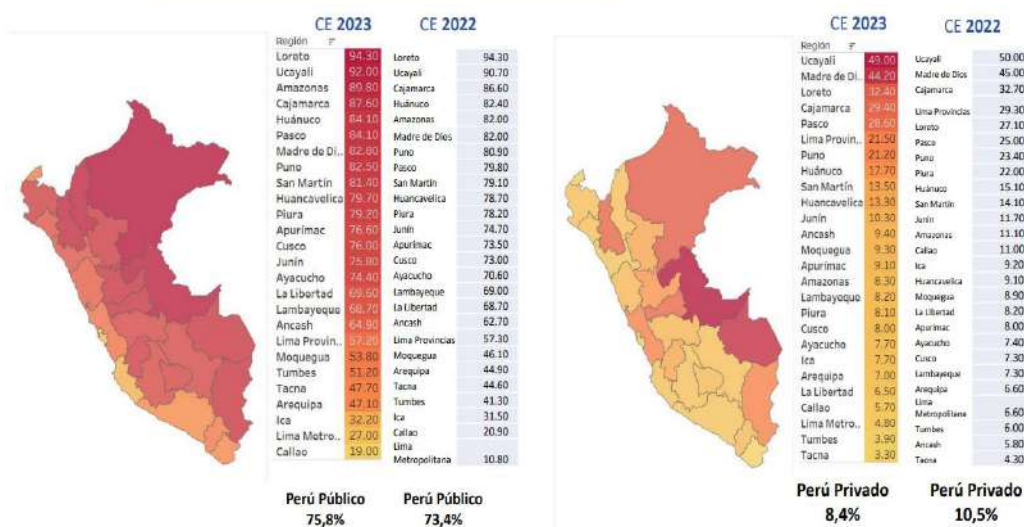 CE 2023
CE 2022
Región
Loreto 94.30
Ucayali 92.00
Amazonas 89.80
Cajamarca 87.60
Huánuco 84.10
Pasco 84.10
Madre de Di.. 82.80
Puno 82.50
San Martín 81.40
Huancavelica 79.70
Piura 79.20
Apurímac 76.60
Cusco 76.00
Junín 75.80
Ayacucho 74.40
La Libertad 69.60
Lambayeque 68.70
Ancash 64.90
Lima Provin.. 57.20
Moquegua 53.80
Tumbes 51.20
Tacna 47.70
Arequipa 47.10
Ica 32.20
Lima Metro.. 27.00
Callao 19.00
Loreto 94.30
Ucayali 90.70
Cajamarca 86.60
Huánuco 82.40
Amazonas 82.00
Madre de Dios 82.00
Puno 80.90
Pasco 79.80
San Martín 79.10
Huancavelica 78.70
Piura 78.20
Junín 74.70
Apurímac 73.50
Cusco 73.00
Ayacucho 70.60
Lambayeque 69.00
La Libertad 68.70
Ancash 62.70
Lima Provincias 57.30
Moquegua 46.10
Arequipa 44.90
Tacna 44.60
Tumbes 41.30
Ica 31.50
Callao 20.90
Lima
Metropolitana 10.80
Perú Público
75,8%
Perú Público
73,4%
CE 2023
CE 2022
Región
Ucayali 49.00
Madre de Di.. 44.20
Loreto 32.40
Cajamarca 29.40
Pasco 28.60
Lima Provin.. 21.50
Puno 21.20
Huánuco 17.70
San Martín 13.50
Huancavelica 13.30
Junín 10.30
Ancash 9.40
Moquegua 9.30
Apurímac 9.10
Amazonas 8.30
Lambayeque 8.20
Piura 8.10
Cusco 8.00
Ayacucho 7.70
Ica 7.70
Arequipa 7.00
La Libertad 6.50
Callao 5.70
Lima Metro.. 4.80
Tumbes 3.90
Tacna 3.30
Ucayali 50.00
Madre de Dios 45.00
Cajamarca 32.70
Lima Provincias 29.30
Loreto 27.10
Pasco 25.00
Puno 23.40
Piura 22.00
Huánuco 15.10
San Martín 14.10
Junín 11.70
Amazonas 11.10
Callao 11.00
Ica 9.20
Huancavelica 9.10
Moquegua 8.90
La Libertad 8.20
Apurímac 8.00
Ayacucho 7.40
Cusco 7.30
Lambayeque 7.30
Arequipa 6.60
Lima
Metropolitana 6.60
Tumbes 6.00
Ancash 5.80
Tacna 4.30
Perú Privado
8,4%
Perú Privado
10,5%